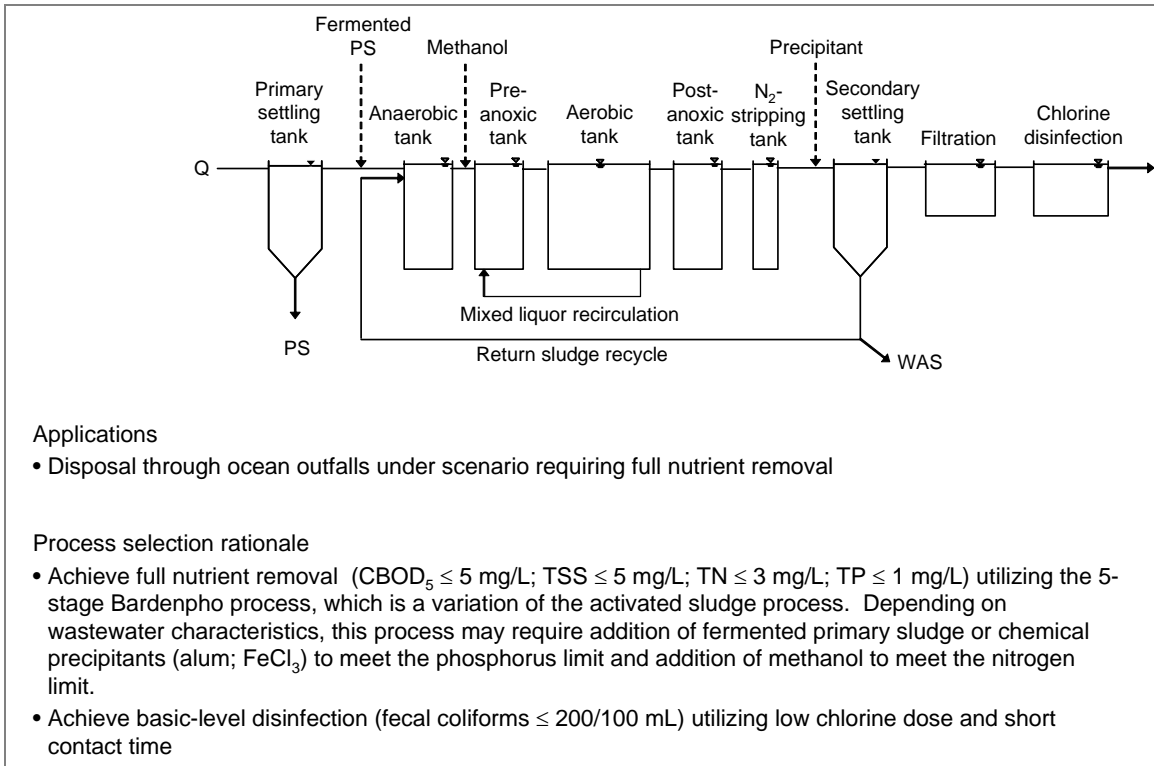 Fermented
PS
Methanol
Precipitant
Primary
settling
tank
Anaerobic
tank
Pre-
anoxic
tank
Aerobic
tank
Post-
anoxic
tank
N₂-
stripping
tank
Secondary
settling
tank
Filtration
Chlorine
disinfection
Q
Mixed liquor recirculation
PS
Return sludge recycle
WAS
Applications
• Disposal through ocean outfalls under scenario requiring full nutrient removal
Process selection rationale
• Achieve full nutrient removal (CBOD₅ ≤ 5 mg/L; TSS ≤ 5 mg/L; TN ≤ 3 mg/L; TP ≤ 1 mg/L) utilizing the 5-
stage Bardenpho process, which is a variation of the activated sludge process. Depending on
wastewater characteristics, this process may require addition of fermented primary sludge or chemical
precipitants (alum; FeCl₃) to meet the phosphorus limit and addition of methanol to meet the nitrogen
limit.
• Achieve basic-level disinfection (fecal coliforms ≤ 200/100 mL) utilizing low chlorine dose and short
contact time